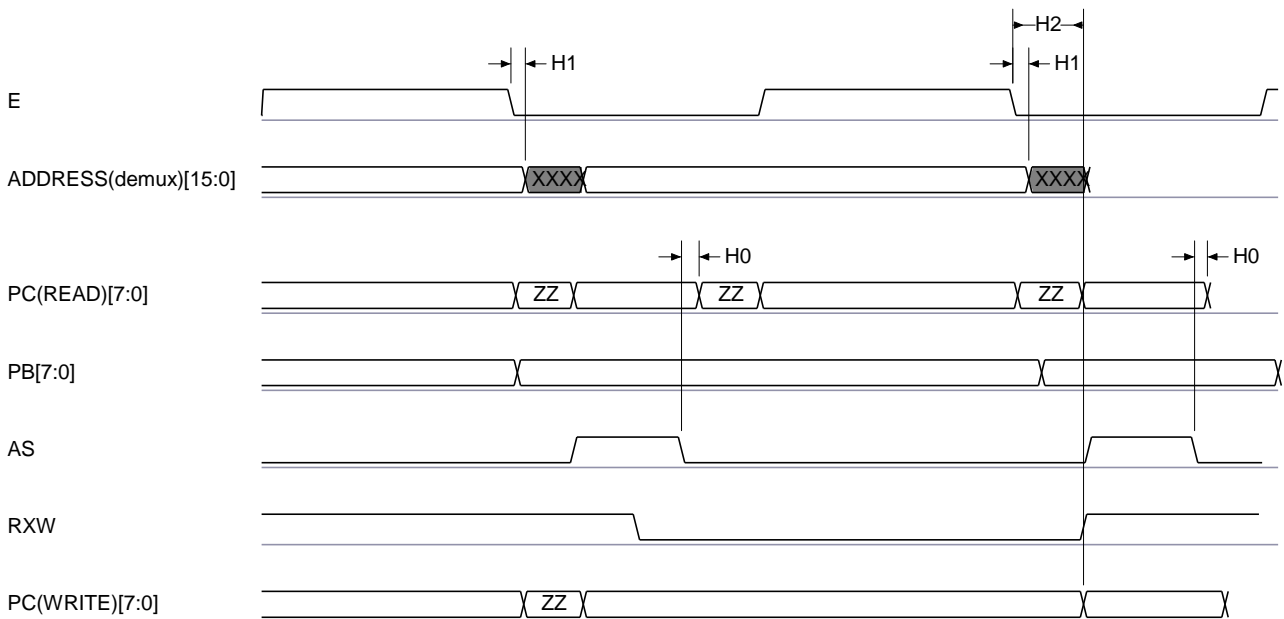 H2
H1 H1
E
ADDRESS(demux)[15:0] XXXX XXXX
H0 H0
PC(READ)[7:0] ZZ ZZ ZZ
PB[7:0]
AS
RXW
PC(WRITE)[7:0] ZZ